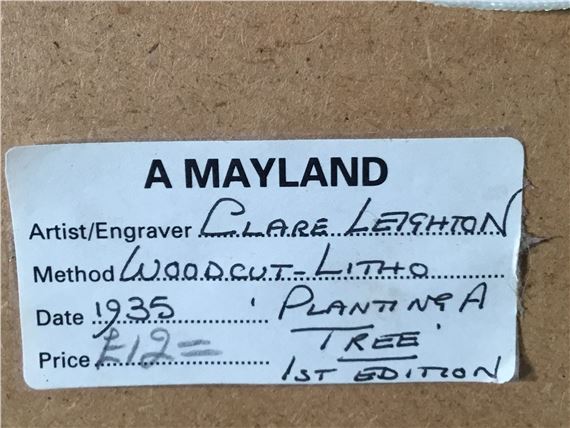 A MAYLAND
Artist/Engraver CLARE LEIGHTON
Method WOODCUT-LITHO
Date 1935 ' PLANTING A
TREE'
Price £12=
1ST EDITION